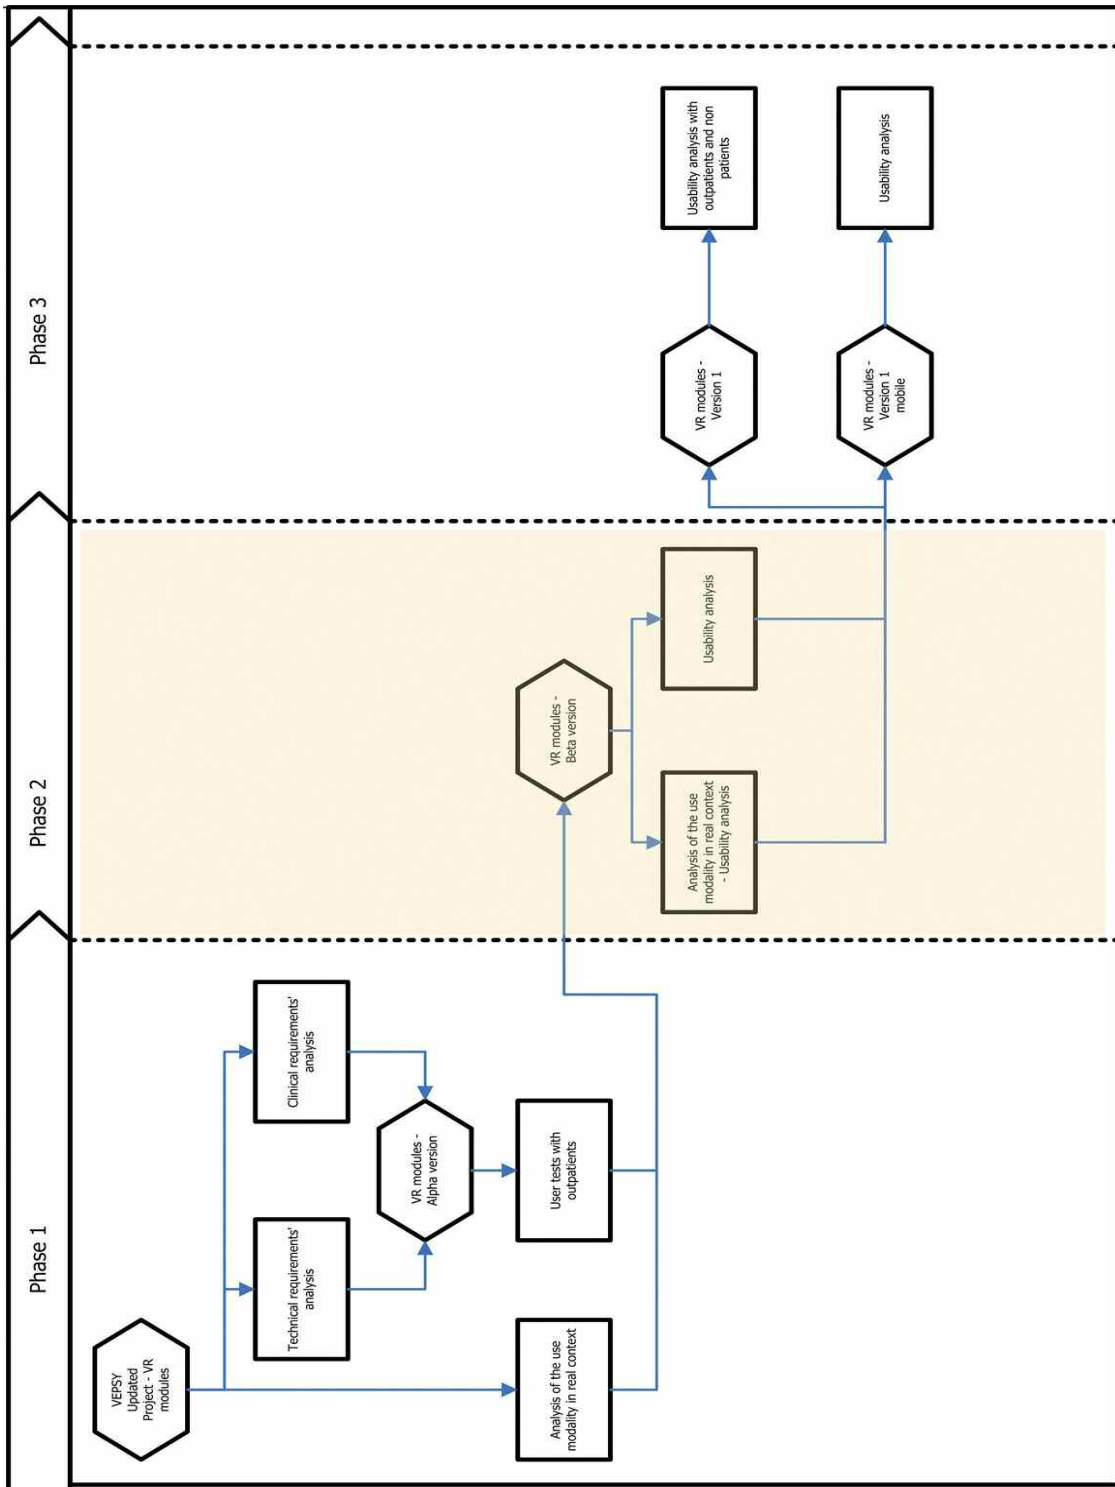 Phase 1
Phase 2
Phase 3
VEPSY
Updated
Project - VR
modules
Technical requirements'
analysis
Clinical requirements'
analysis
VR modules -
Alpha version
Analysis of the use
modality in real context
User tests with
outpatients
VR modules -
Beta version
Analysis of the use
modality in real context
- Usability analysis
Usability analysis
VR modules -
Version 1
Usability analysis with
outpatients and non
patients
VR modules -
Version 1
mobile
Usability analysis